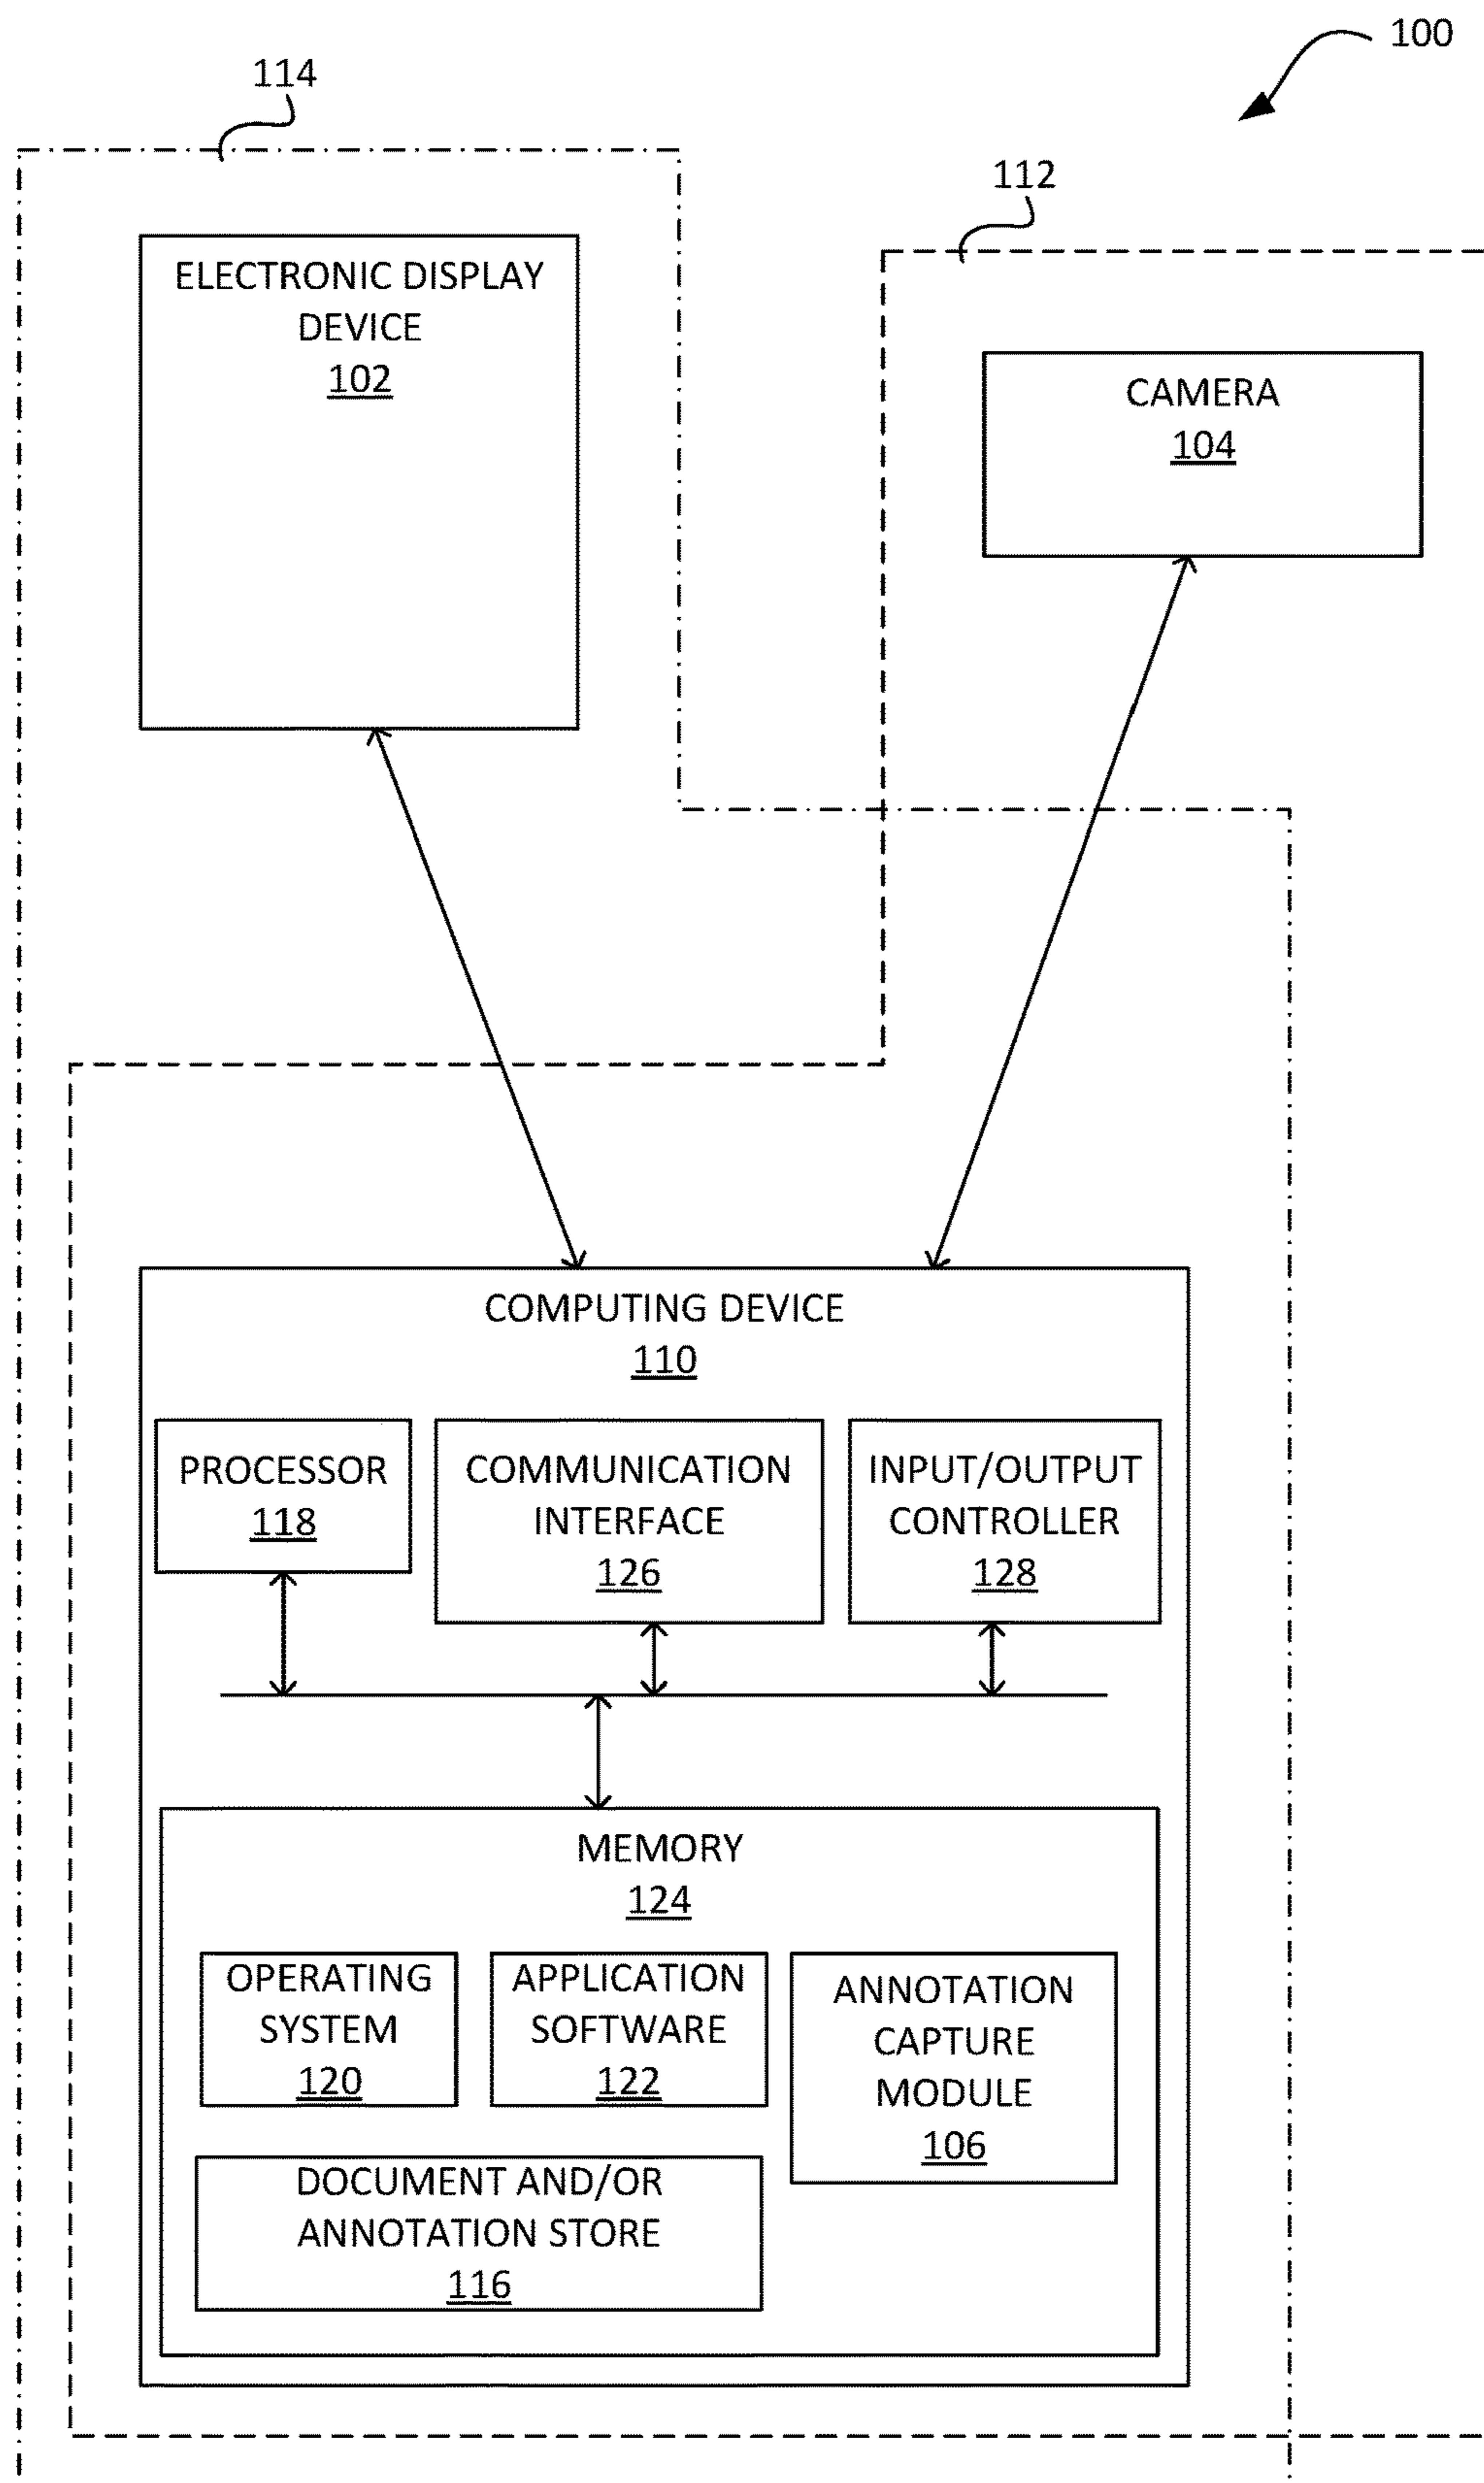 100
114
112
ELECTRONIC DISPLAY
DEVICE
102
CAMERA
104
COMPUTING DEVICE
110
PROCESSOR
118
COMMUNICATION
INTERFACE
126
INPUT/OUTPUT
CONTROLLER
128
MEMORY
124
OPERATING
SYSTEM
120
APPLICATION
SOFTWARE
122
ANNOTATION
CAPTURE
MODULE
106
DOCUMENT AND/OR
ANNOTATION STORE
116